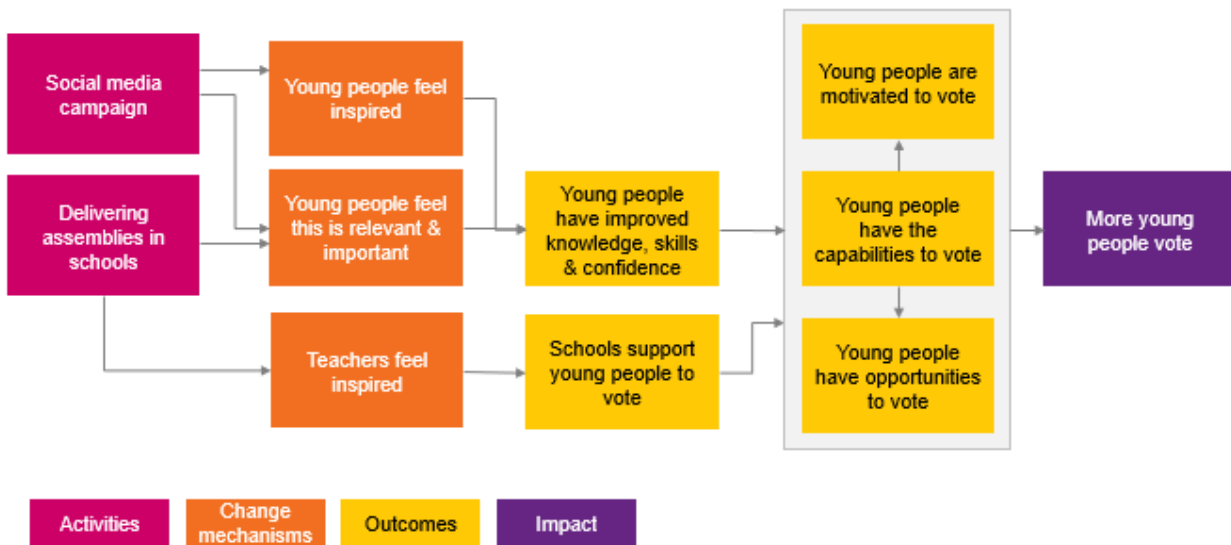 Social media
campaign
Young people feel
inspired
Young people are
motivated to vote
Delivering
assemblies in
schools
Young people feel
this is relevant &
important
Young people
have improved
knowledge, skills
& confidence
Young people
have the
capabilities to vote
More young
people vote
Teachers feel
inspired
Schools support
young people to
vote
Young people
have opportunities
to vote
Activities
Change
mechanisms
Outcomes
Impact